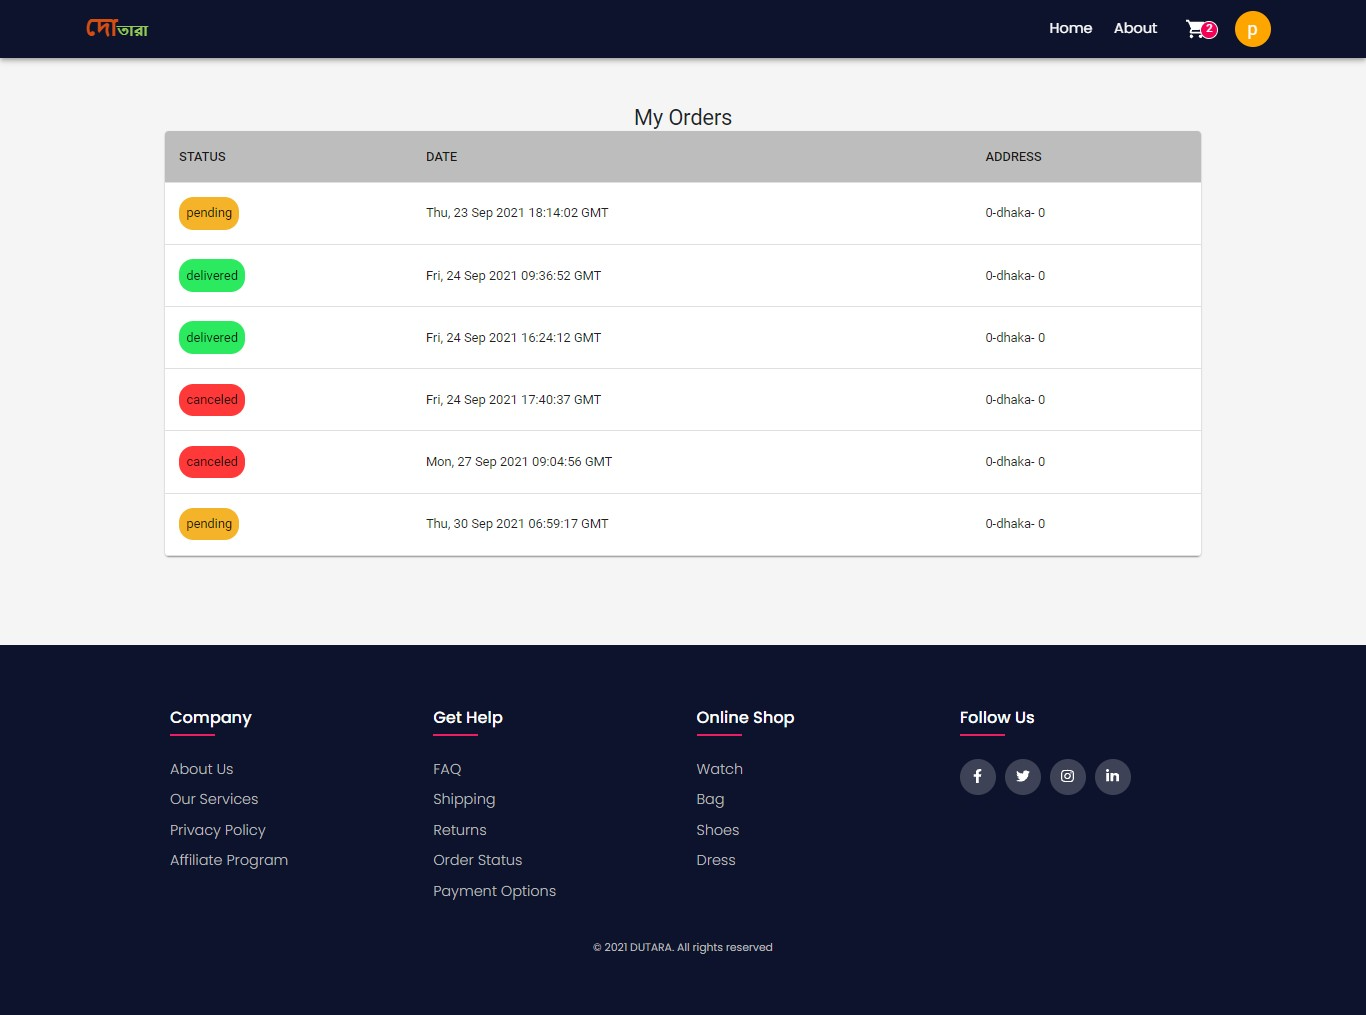 দোতারা
Home About 2 p
My Orders
STATUS DATE ADDRESS
pending Thu, 23 Sep 2021 18:14:02 GMT 0-dhaka- 0
delivered Fri, 24 Sep 2021 09:36:52 GMT 0-dhaka- 0
delivered Fri, 24 Sep 2021 16:24:12 GMT 0-dhaka- 0
canceled Fri, 24 Sep 2021 17:40:37 GMT 0-dhaka- 0
canceled Mon, 27 Sep 2021 09:04:56 GMT 0-dhaka- 0
pending Thu, 30 Sep 2021 06:59:17 GMT 0-dhaka- 0
Company
About Us
Our Services
Privacy Policy
Affiliate Program
Get Help
FAQ
Shipping
Returns
Order Status
Payment Options
Online Shop
Watch
Bag
Shoes
Dress
Follow Us
© 2021 DUTARA. All rights reserved